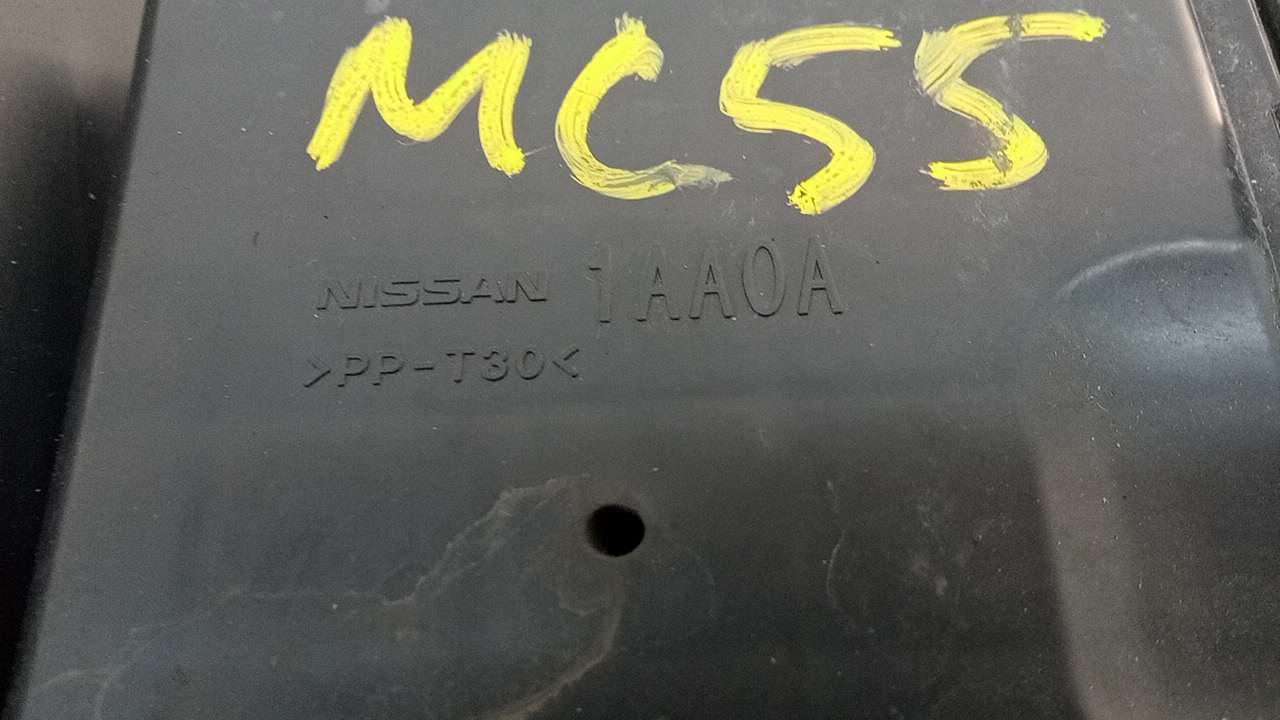 MC55
NISSAN 1AA0A
>PP-T30<